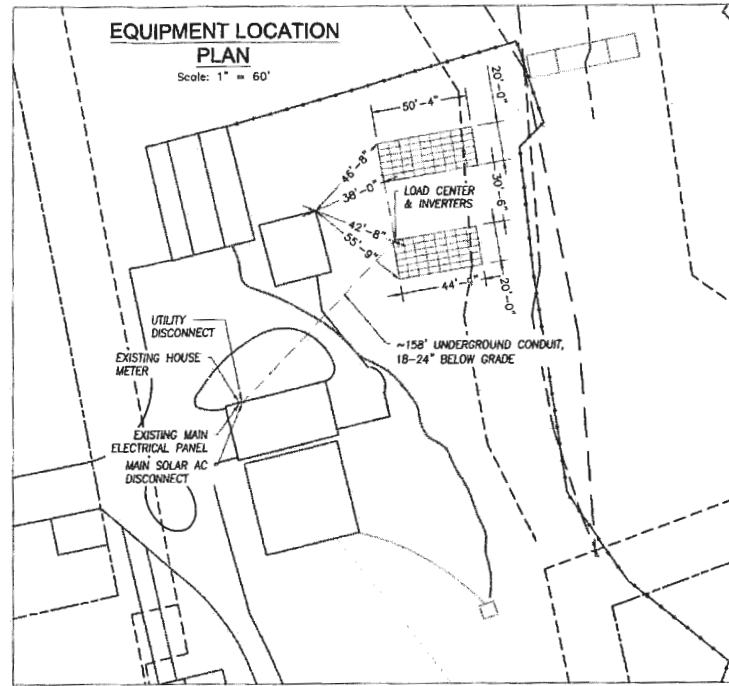 EQUIPMENT LOCATION
PLAN
Scale: 1" = 60'
50'-4"
20'-0"
46'-8"
38'-0"
LOAD CENTER
& INVERTERS
30'-6"
42'-8"
55'-9"
44'-
20'-0"
UTILITY
DISCONNECT
~158' UNDERGROUND CONDUIT,
18-24" BELOW GRADE
EXISTING HOUSE
METER
EXISTING MAIN
ELECTRICAL PANEL
MAIN SOLAR AC
DISCONNECT